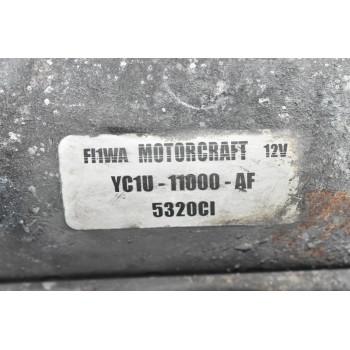 FI1WA MOTORCRAFT 12V
YC1U - 11000 - AF
5320CI